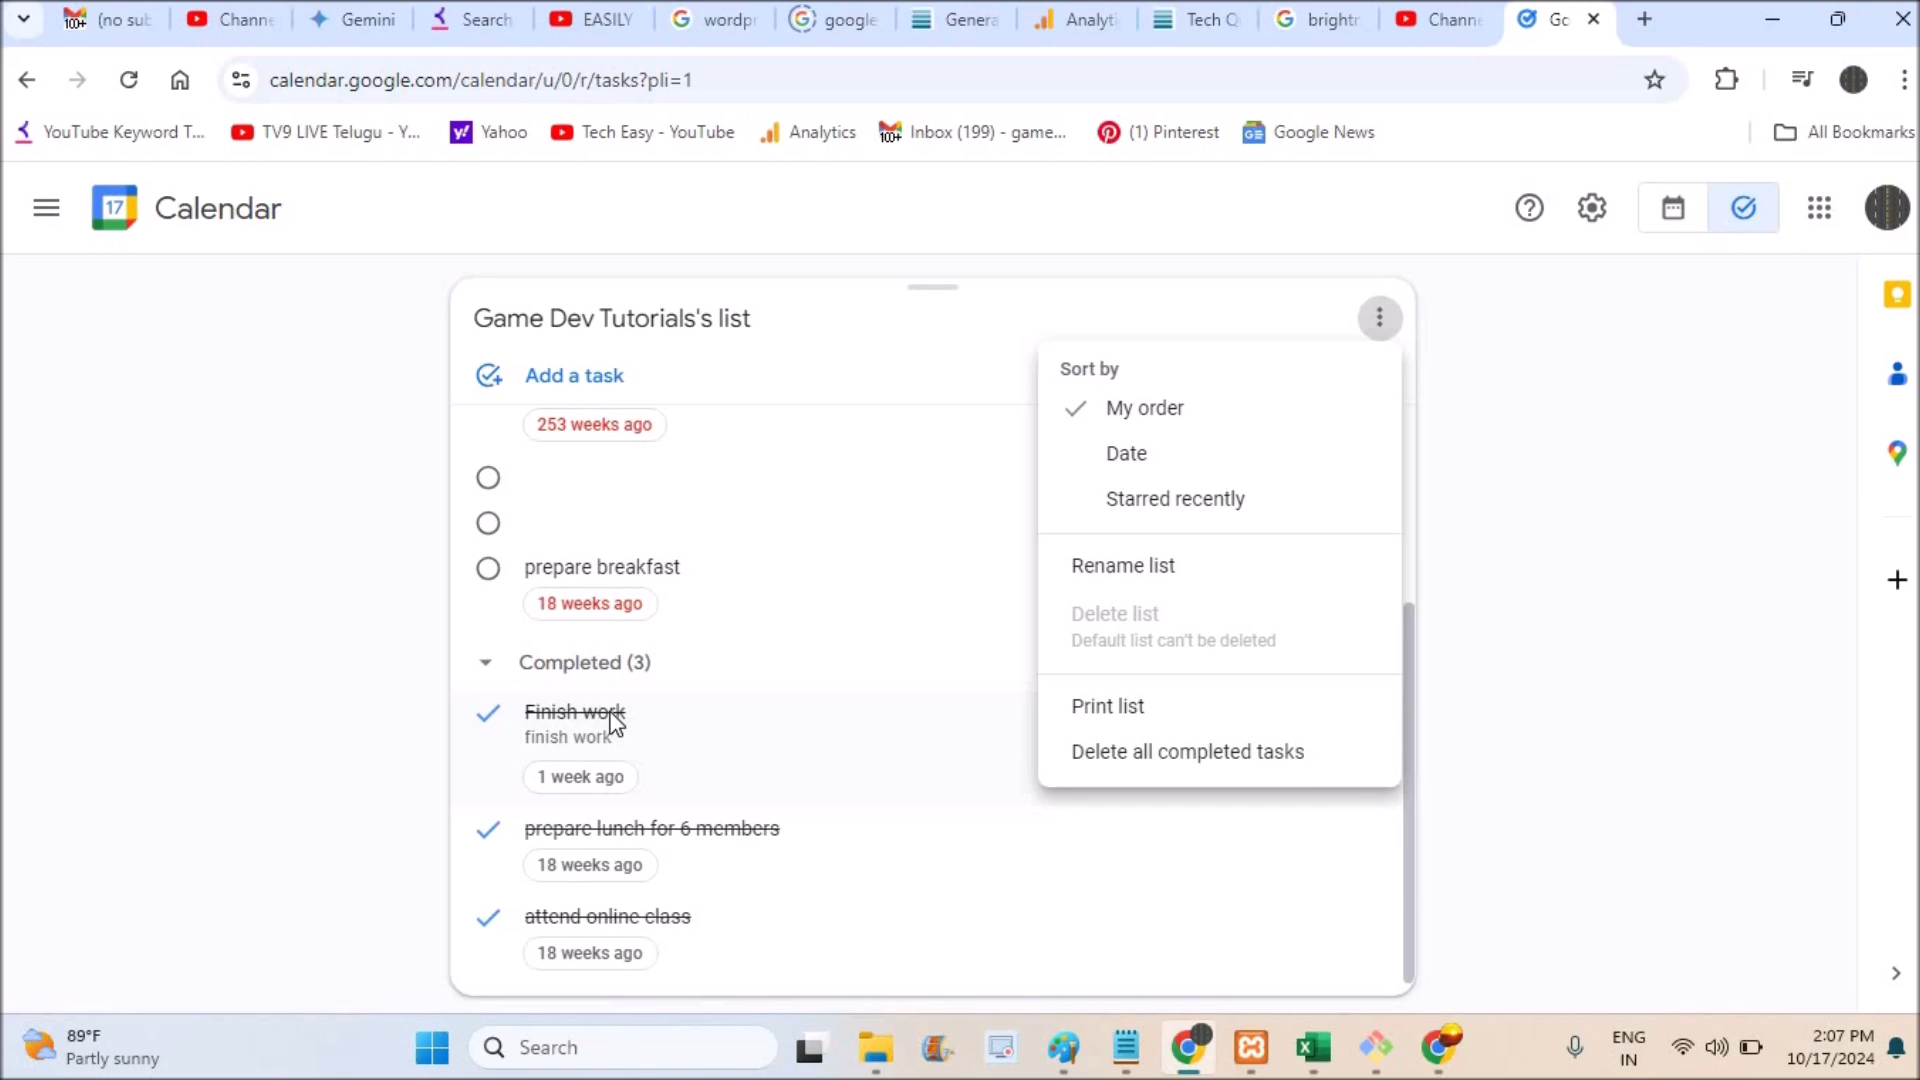 (no sub
Channe
Gemini
Search
EASILY
wordpr
google
Genera
Analyti
Tech Q
brightn
Channe
Go
calendar.google.com/calendar/u/0/r/tasks?pli=1
YouTube Keyword T...
TV9 LIVE Telugu - Y...
Yahoo
Tech Easy - YouTube
Analytics
Inbox (199) - game...
(1) Pinterest
Google News
All Bookmarks
17 Calendar
Game Dev Tutorials's list
Add a task
253 weeks ago
prepare breakfast
18 weeks ago
Completed (3)
Finish work
finish work
1 week ago
prepare lunch for 6 members
18 weeks ago
attend online class
18 weeks ago
Sort by
My order
Date
Starred recently
Rename list
Delete list
Default list can't be deleted
Print list
Delete all completed tasks
89°F
Partly sunny
Search
ENG
IN
2:07 PM
10/17/2024